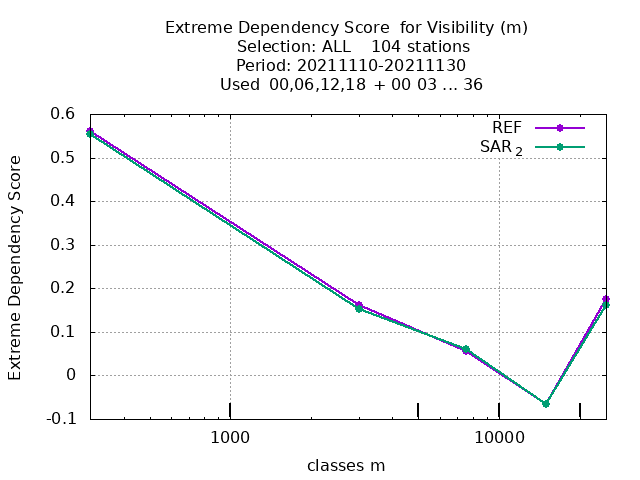 Extreme Dependency Score  for Visibility (m)
Selection: ALL    104 stations
Period: 20211110-20211130
Used  00,06,12,18  + 00 03 ... 36
REF
SAR 2
Extreme Dependency Score
0.6
0.5
0.4
0.3
0.2
0.1
0
-0.1
1000
10000
classes m